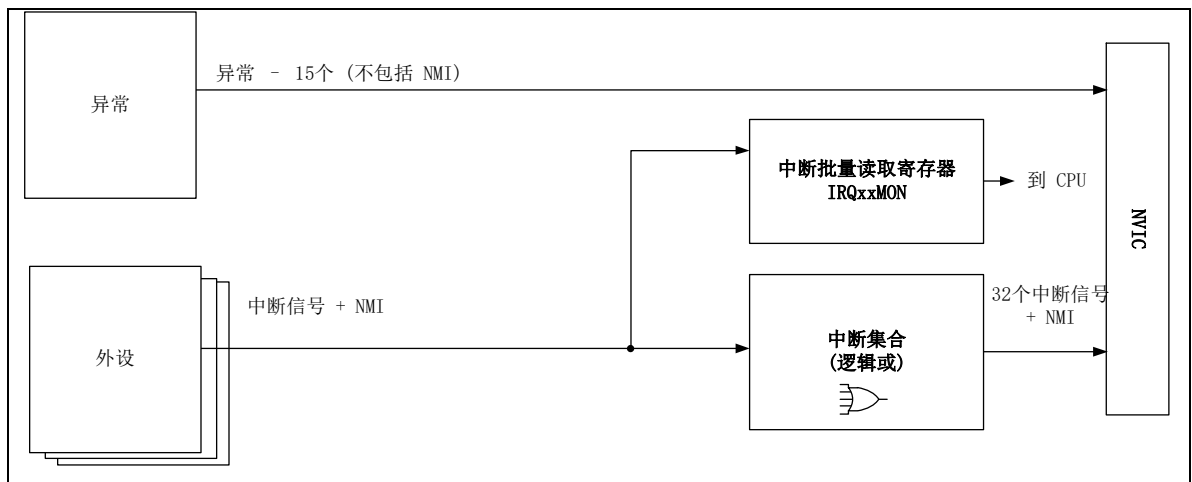 异常 - 15个 (不包括 NMI)
异常
中断批量读取寄存器
IRQxxMON
到 CPU
NVIC
中断信号 + NMI
32个中断信号
+ NMI
外设
中断集合
(逻辑或)